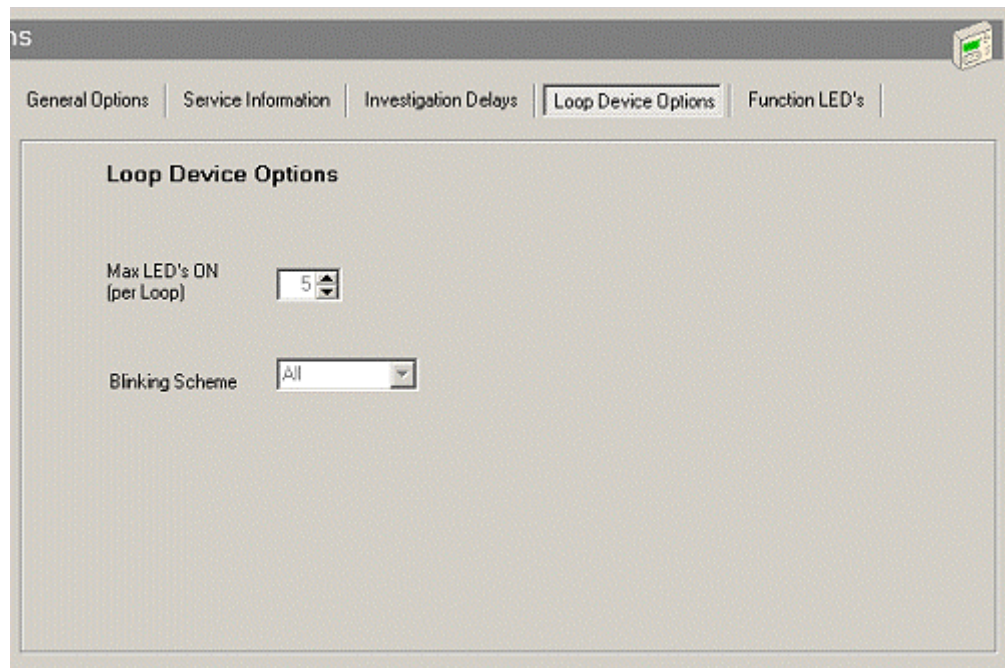 ns
General Options Service Information Investigation Delays Loop Device Options Function LED's
Loop Device Options
Max LED's ON
(per Loop)
5
Blinking Scheme
All